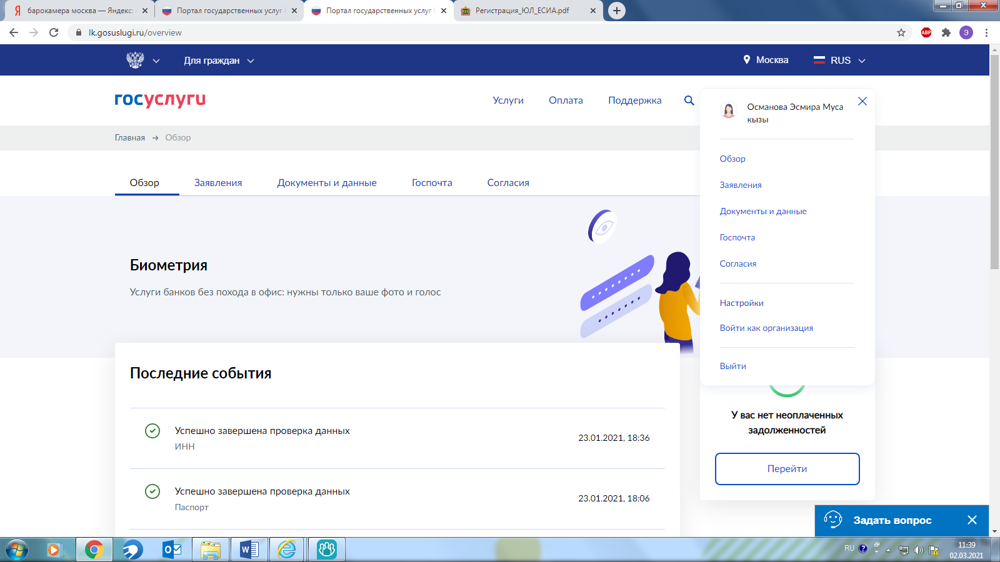 барокамера москва — Яндекс:
Портал государственных услуг
Портал государственных услуг
Регистрация_ЮЛ_ЕСИА.pdf
lk.gosuslugi.ru/overview
ABP
Э
Для граждан
Москва
RUS
госуслуги
Услуги
Оплата
Поддержка
Османова Эсмира Муса
кызы
Главная → Обзор
Обзор
Заявления
Документы и данные
Госпочта
Согласия
Обзор
Заявления
Документы и данные
Госпочта
Согласия
Настройки
Войти как организация
Выйти
Биометрия
Услуги банков без похода в офис: нужны только ваше фото и голос
Последние события
Успешно завершена проверка данных
ИНН
23.01.2021, 18:36
Успешно завершена проверка данных
Паспорт
23.01.2021, 18:06
У вас нет неоплаченных
задолженностей
Перейти
Задать вопрос
RU
11:39
02.03.2021